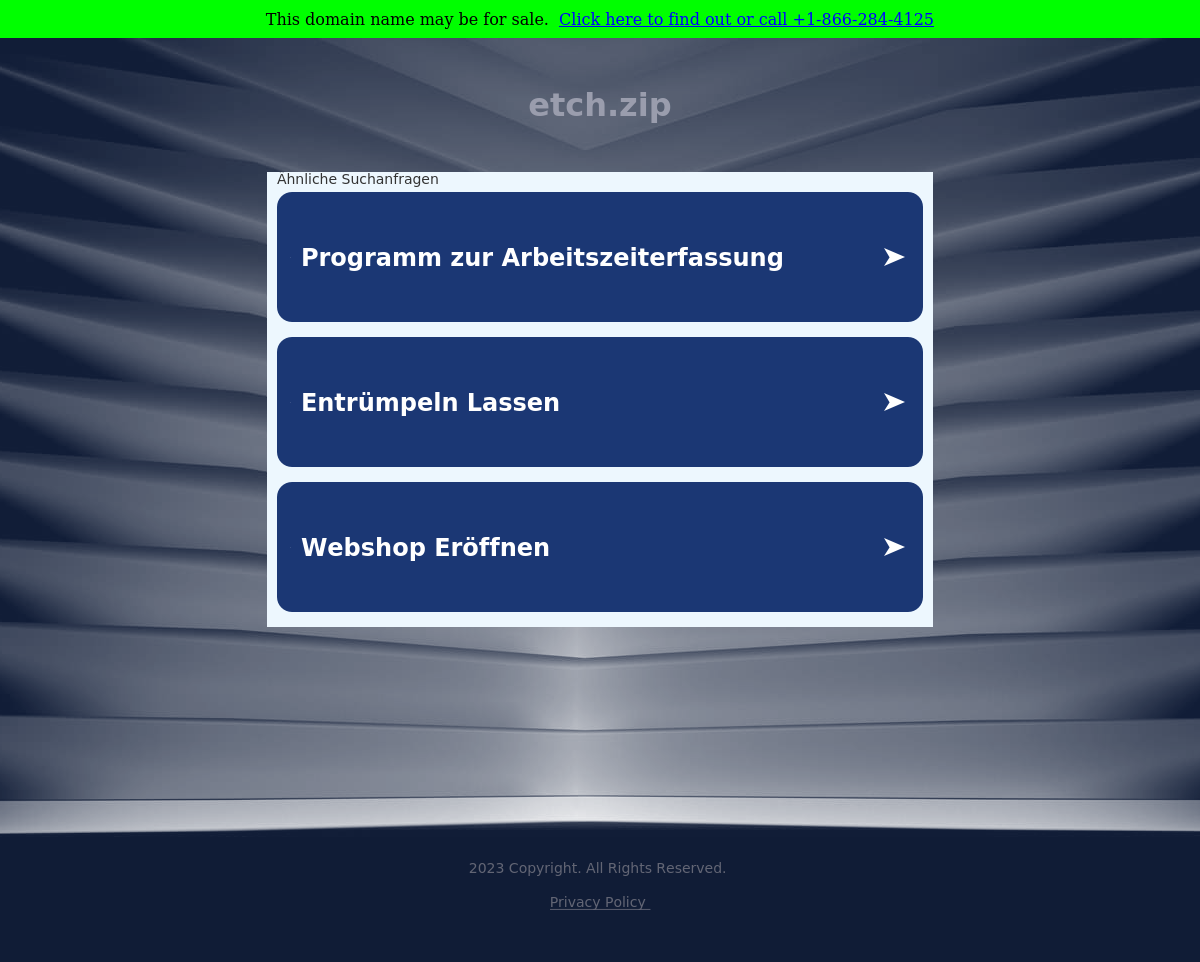 This domain name may be for sale. Click here to find out or call +1-866-284-4125
etch.zip
Ähnliche Suchanfragen
Programm zur Arbeitszeiterfassung
Entrümpeln Lassen
Webshop Eröffnen
2023 Copyright. All Rights Reserved.
Privacy Policy